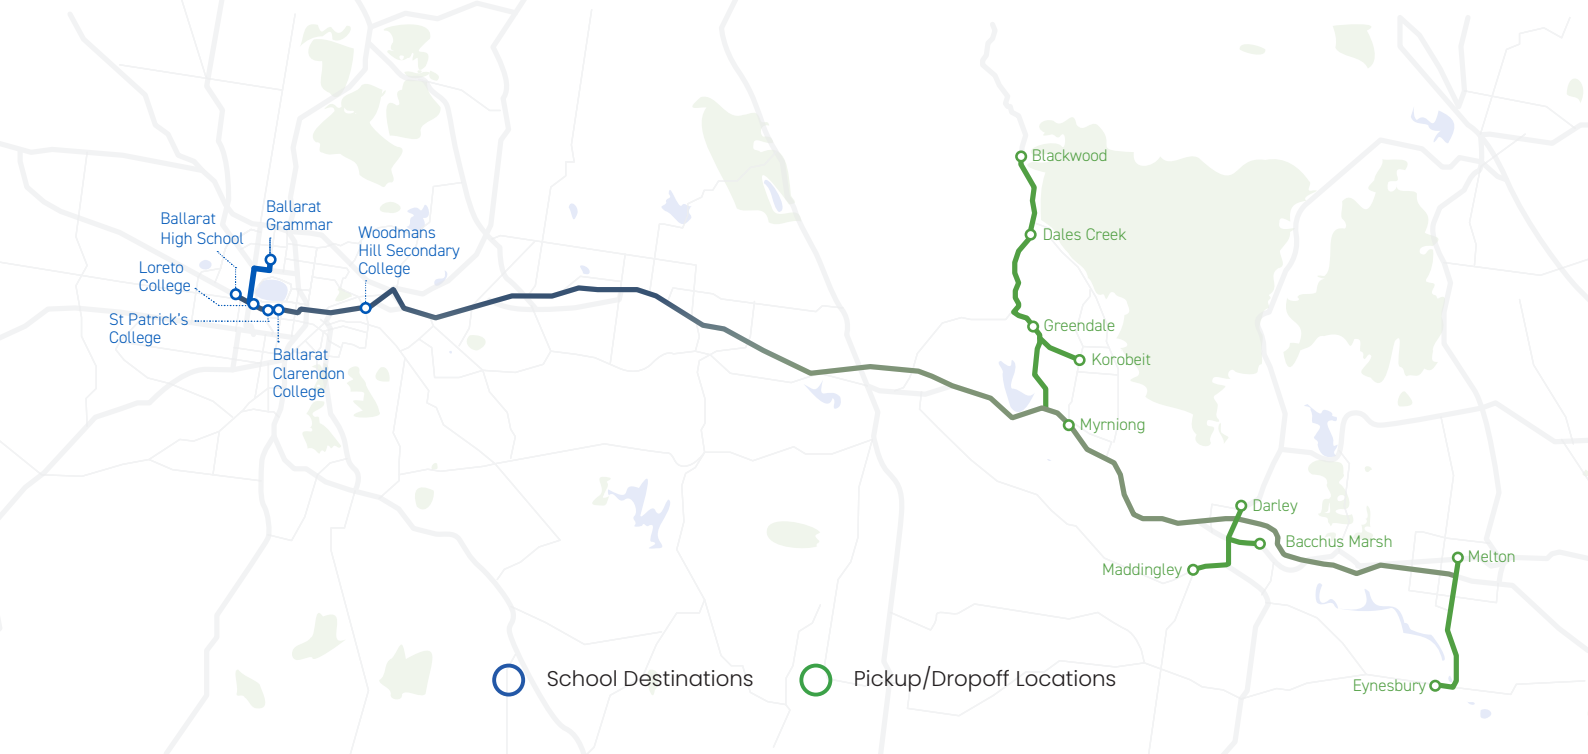 Ballarat
Grammar
Ballarat
High School
Woodmans
Hill Secondary
College
Loreto
College
St Patrick's
College
Ballarat
Clarendon
College
Blackwood
Dales Creek
Greendale
Korobeit
Myrniong
Darley
Bacchus Marsh
Maddingley
Melton
Eynesbury
School Destinations
Pickup/Dropoff Locations